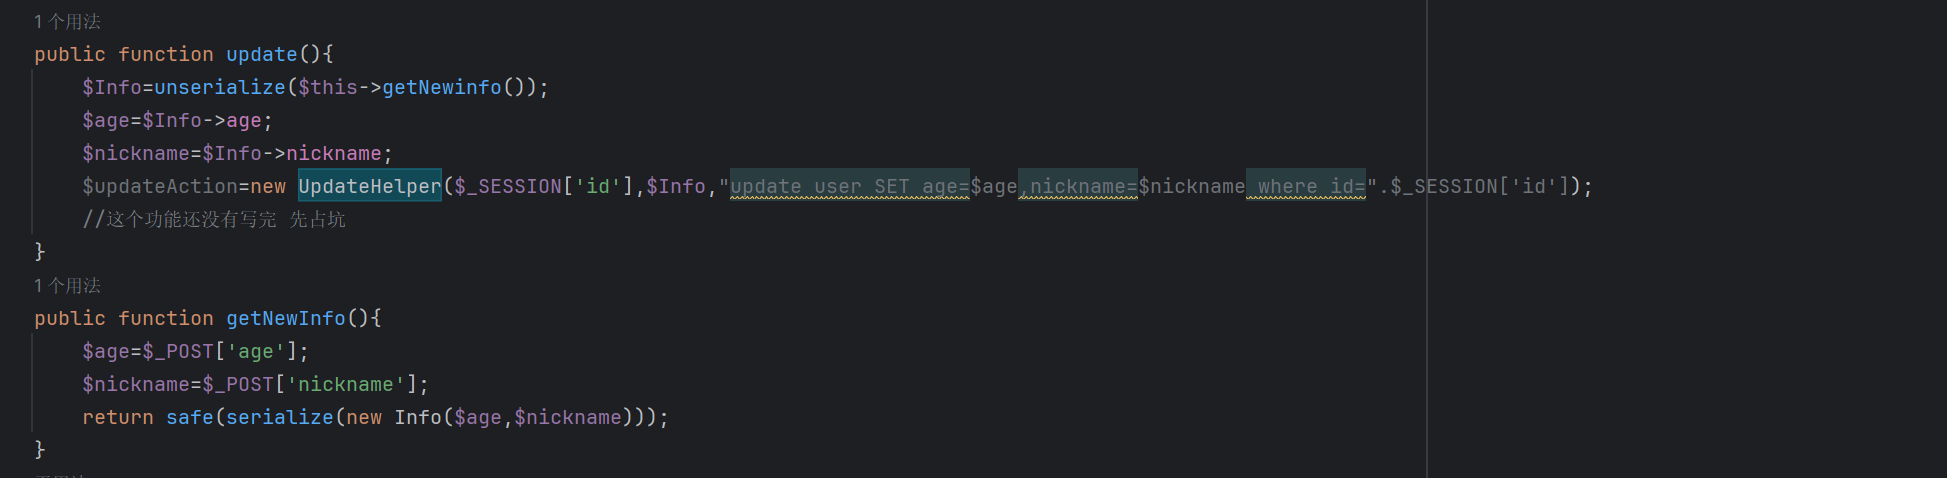 1 个用法
public function update(){
$Info=unserialize($this->getNewinfo());
$age=$Info->age;
$nickname=$Info->nickname;
$updateAction=new UpdateHelper($_SESSION['id'],$Info,"update user SET age=$age,nickname=$nickname where id=".$_SESSION['id']);
//这个功能还没有写完 先占坑
}
1 个用法
public function getNewInfo(){
$age=$_POST['age'];
$nickname=$_POST['nickname'];
return safe(serialize(new Info($age,$nickname)));
}